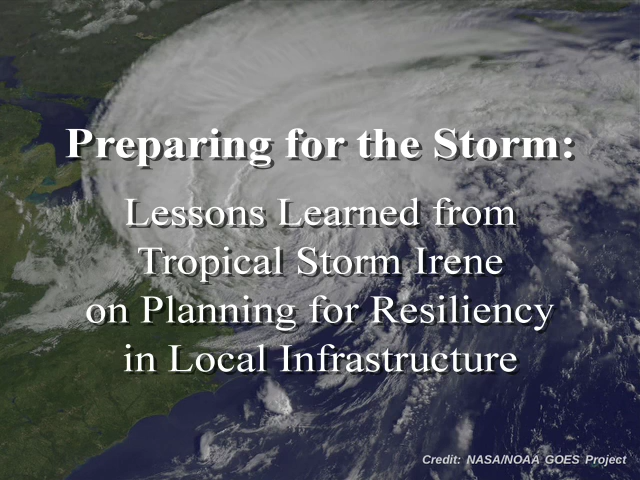 Preparing for the Storm:
Lessons Learned from
Tropical Storm Irene
on Planning for Resiliency
in Local Infrastructure
Credit: NASA/NOAA GOES Project